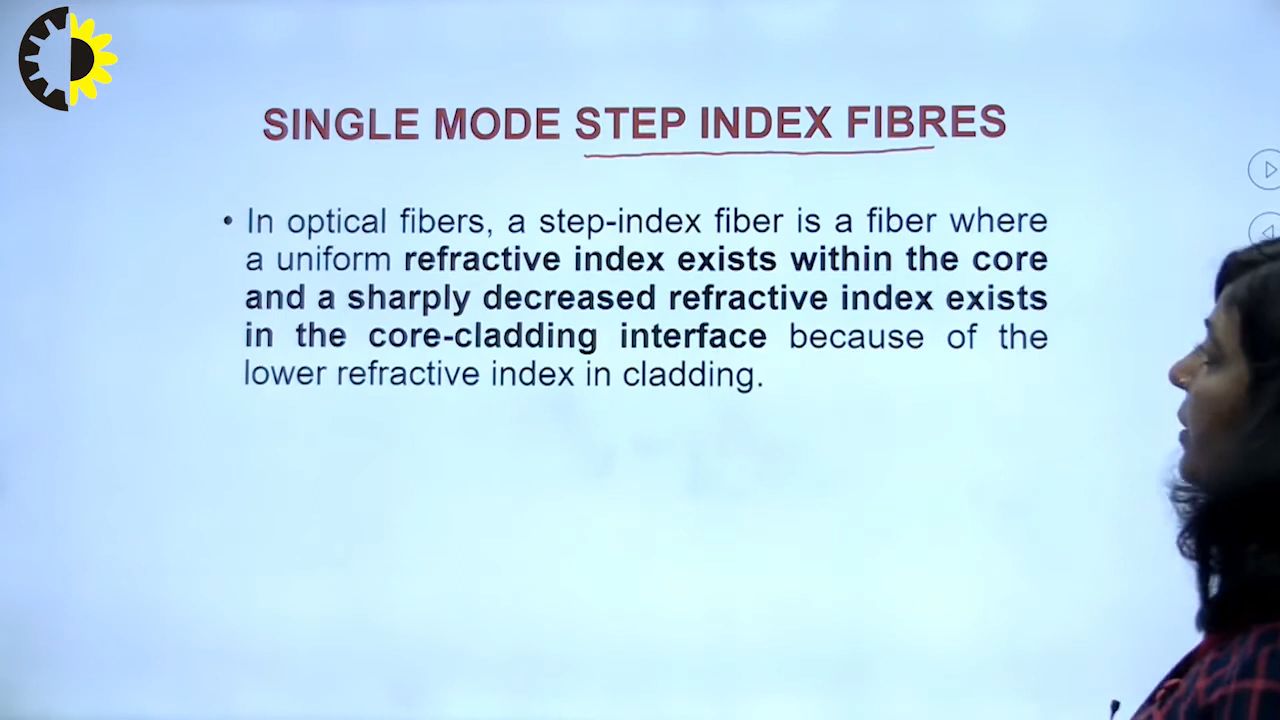 SINGLE MODE STEP INDEX FIBRES
• In optical fibers, a step-index fiber is a fiber where
a uniform refractive index exists within the core
and a sharply decreased refractive index exists
in the core-cladding interface because of the
lower refractive index in cladding.